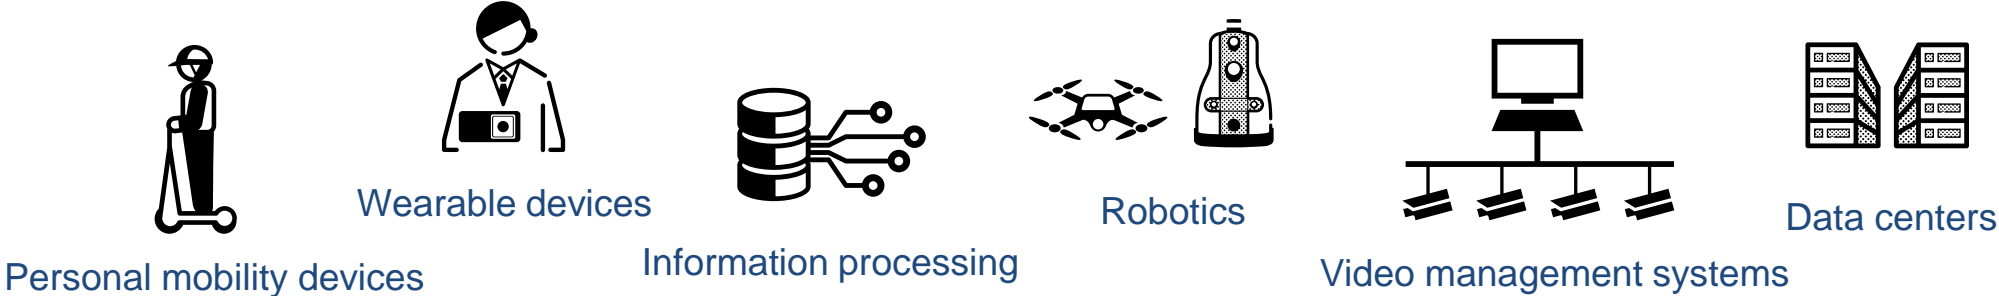 Personal mobility devices
Wearable devices
Information processing
Robotics
Video management systems
Data centers